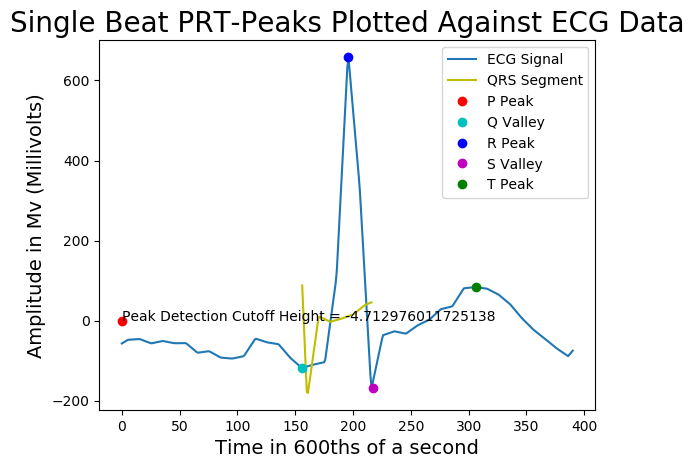 Single Beat PRT-Peaks Plotted Against ECG Data
ECG Signal
QRS Segment
P Peak
Q Valley
R Peak
S Valley
T Peak
Amplitude in Mv (Millivolts)
600
400
200
0
−200
Peak Detection Cutoff Height = -4.712976011725138
0 50 100 150 200 250 300 350 400
Time in 600ths of a second